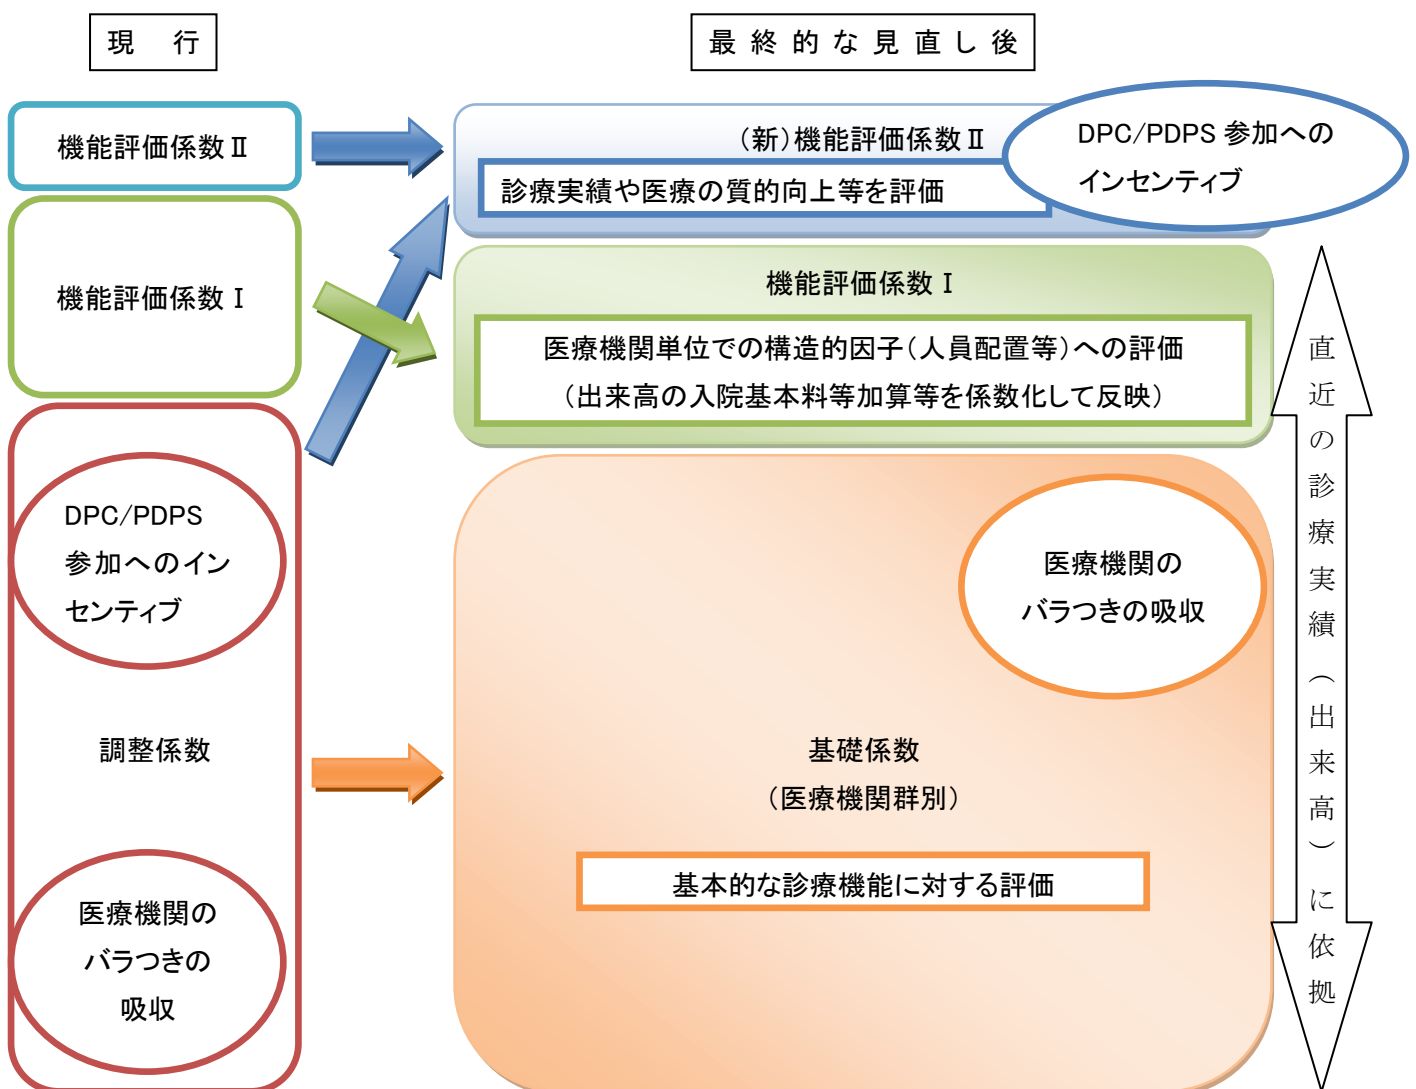 現　行
最終的な見直し後
機能評価係数Ⅱ
機能評価係数Ⅰ
DPC/PDPS
参加へのイン
センティブ
調整係数
医療機関の
バラつきの
吸収
（新）機能評価係数Ⅱ
診療実績や医療の質的向上等を評価
DPC/PDPS 参加への
インセンティブ
機能評価係数Ⅰ
医療機関単位での構造的因子（人員配置等）への評価
（出来高の入院基本料等加算等を係数化して反映）
医療機関の
バラつきの吸収
基礎係数
（医療機関群別）
基本的な診療機能に対する評価
直近の診療実績（出来高）に依拠